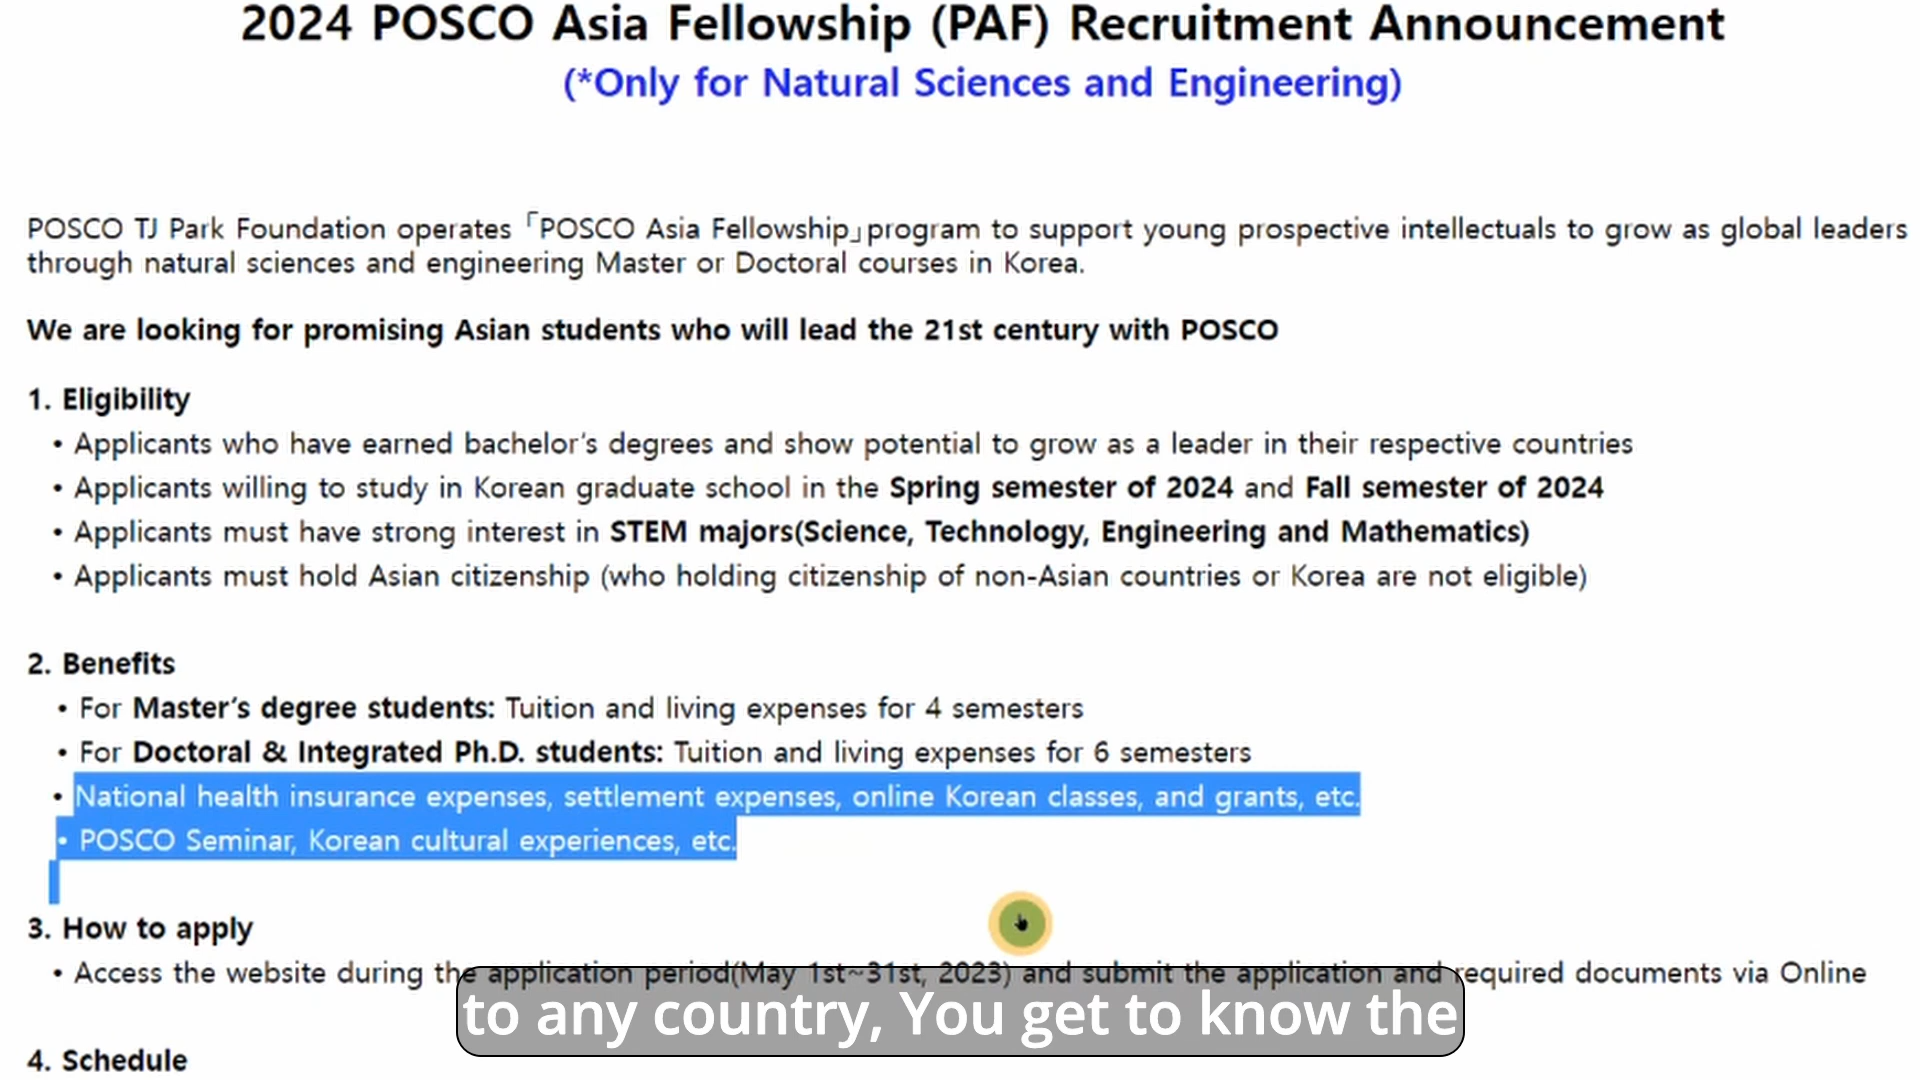 2024 POSCO Asia Fellowship (PAF) Recruitment Announcement
(*Only for Natural Sciences and Engineering)
POSCO TJ Park Foundation operates「POSCO Asia Fellowship」program to support young prospective intellectuals to grow as global leaders
through natural sciences and engineering Master or Doctoral courses in Korea.
We are looking for promising Asian students who will lead the 21st century with POSCO
1. Eligibility
• Applicants who have earned bachelor's degrees and show potential to grow as a leader in their respective countries
• Applicants willing to study in Korean graduate school in the Spring semester of 2024 and Fall semester of 2024
• Applicants must have strong interest in STEM majors(Science, Technology, Engineering and Mathematics)
• Applicants must hold Asian citizenship (who holding citizenship of non-Asian countries or Korea are not eligible)
2. Benefits
• For Master's degree students: Tuition and living expenses for 4 semesters
• For Doctoral & Integrated Ph.D. students: Tuition and living expenses for 6 semesters
• National health insurance expenses, settlement expenses, online Korean classes, and grants, etc.
• POSCO Seminar, Korean cultural experiences, etc.
3. How to apply
• Access the website during the application period(May 1st~31st, 2023) and submit the application and required documents via Online
to any country, You get to know the
4. Schedule